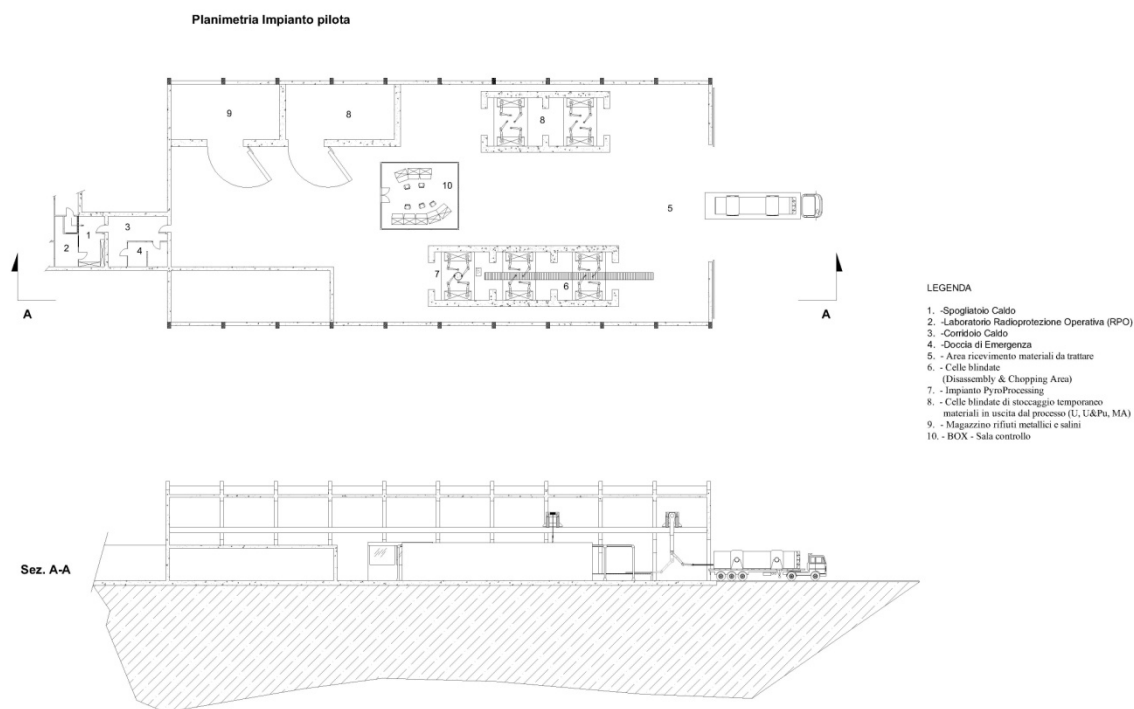 Planimetria Impianto pilota
9
8
8
10
5
1
3
2
4
7
6
A
A
LEGENDA
1. -Spogliatoio Caldo
2. -Laboratorio Radioprotezione Operativa (RPO)
3. -Corridoio Caldo
4. -Doccia di Emergenza
5. - Area ricevimento materiali da trattare
6. - Celle blindate
(Disassembly & Chopping Area)
7. - Impianto PyroProcessing
8. - Celle blindate di stoccaggio temporaneo
materiali in uscita dal processo (U, U&Pu, MA)
9. - Magazzino rifiuti metallici e salini
10. - BOX - Sala controllo
Sez. A-A